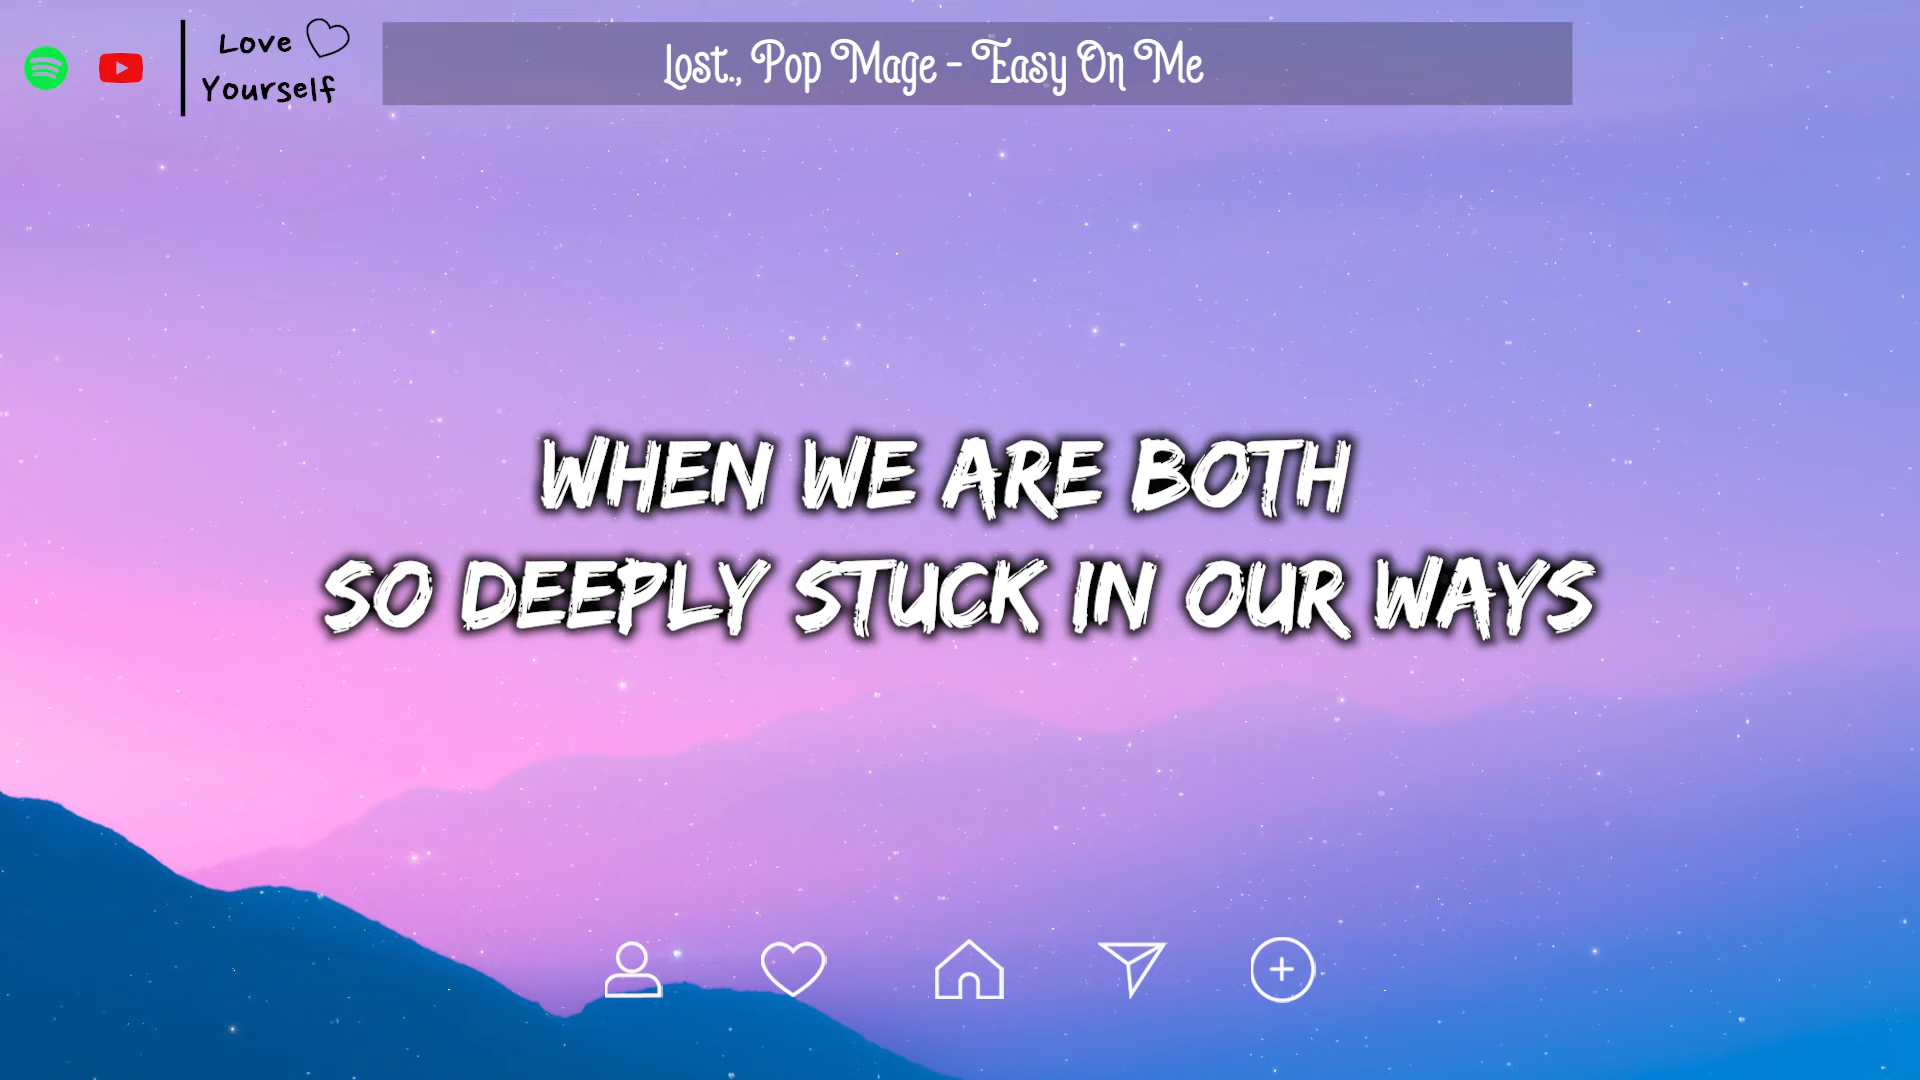 Love
Yourself
Lost., Pop Mage - Easy On Me
WHEN WE ARE BOTH
SO DEEPLY STUCK IN OUR WAYS